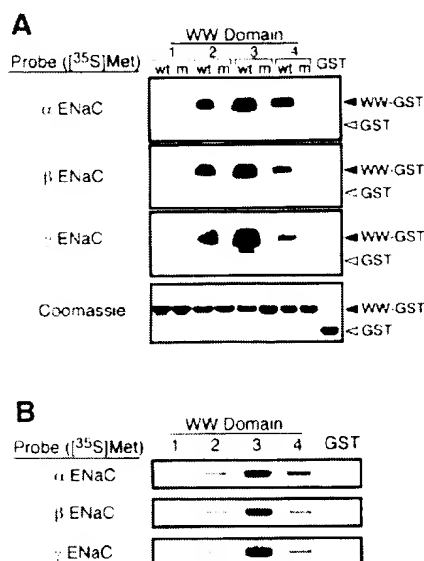 A
WW Domain
1 2 3 4 GST
Probe ([³⁵S]Met) wt m wt m wt m wt m
α ENaC
WW-GST
GST
β ENaC
WW-GST
GST
γ ENaC
WW-GST
GST
Coomassie
WW-GST
GST
B
WW Domain
Probe ([³⁵S]Met) 1 2 3 4 GST
α ENaC
β ENaC
γ ENaC